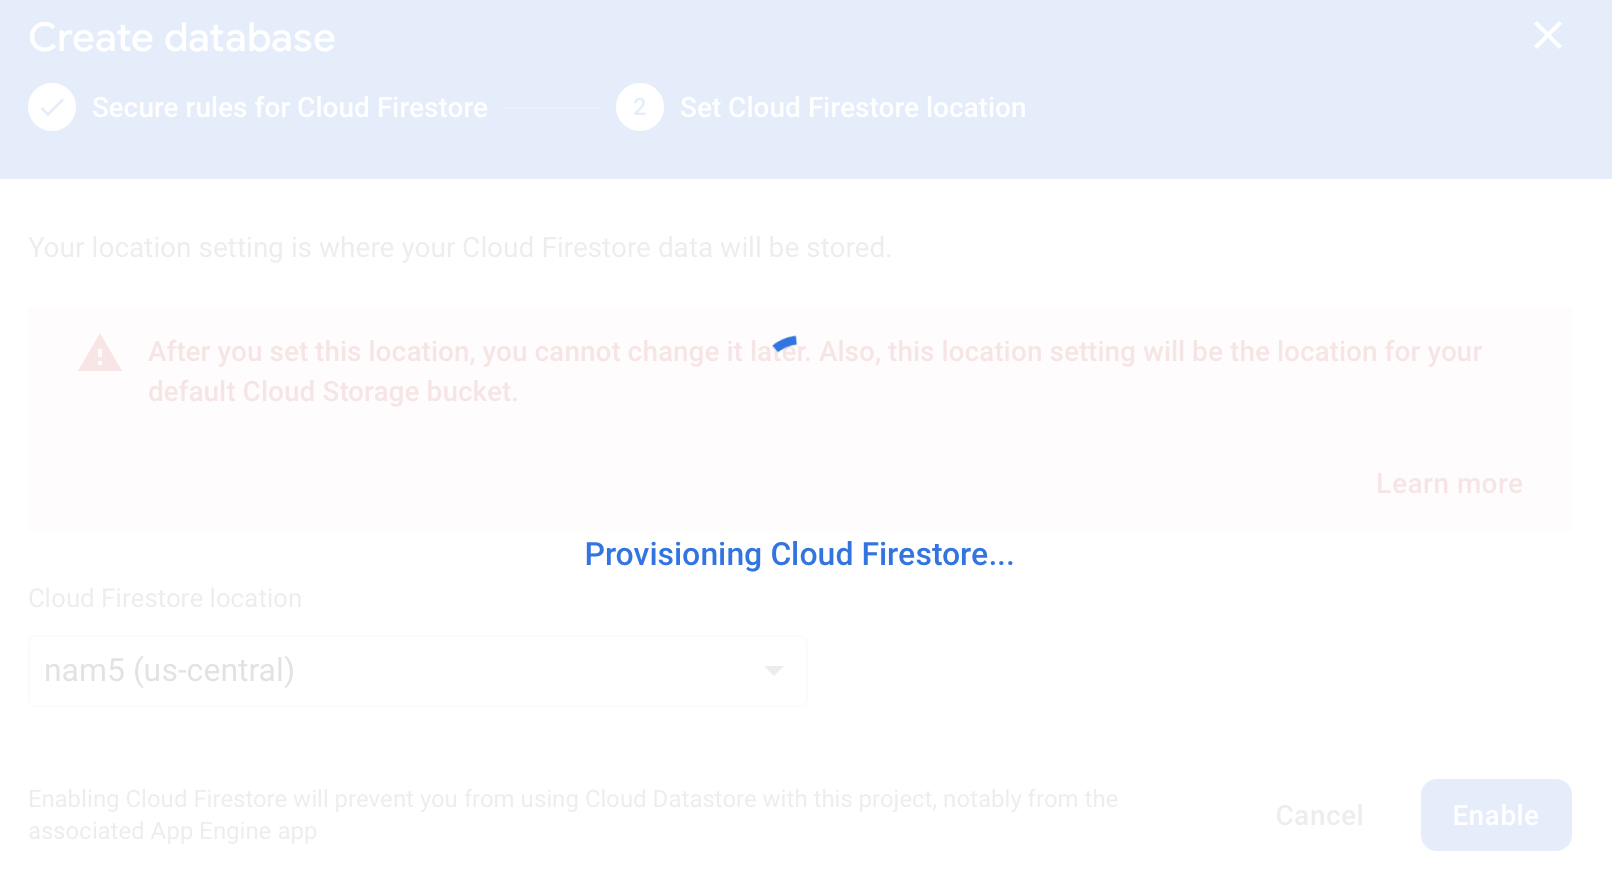 Create database
Secure rules for Cloud Firestore
2 Set Cloud Firestore location
Your location setting is where your Cloud Firestore data will be stored.
After you set this location, you cannot change it later. Also, this location setting will be the location for your
default Cloud Storage bucket.
Learn more
Provisioning Cloud Firestore...
Cloud Firestore location
nam5 (us-central)
Enabling Cloud Firestore will prevent you from using Cloud Datastore with this project, notably from the
associated App Engine app
Cancel
Enable